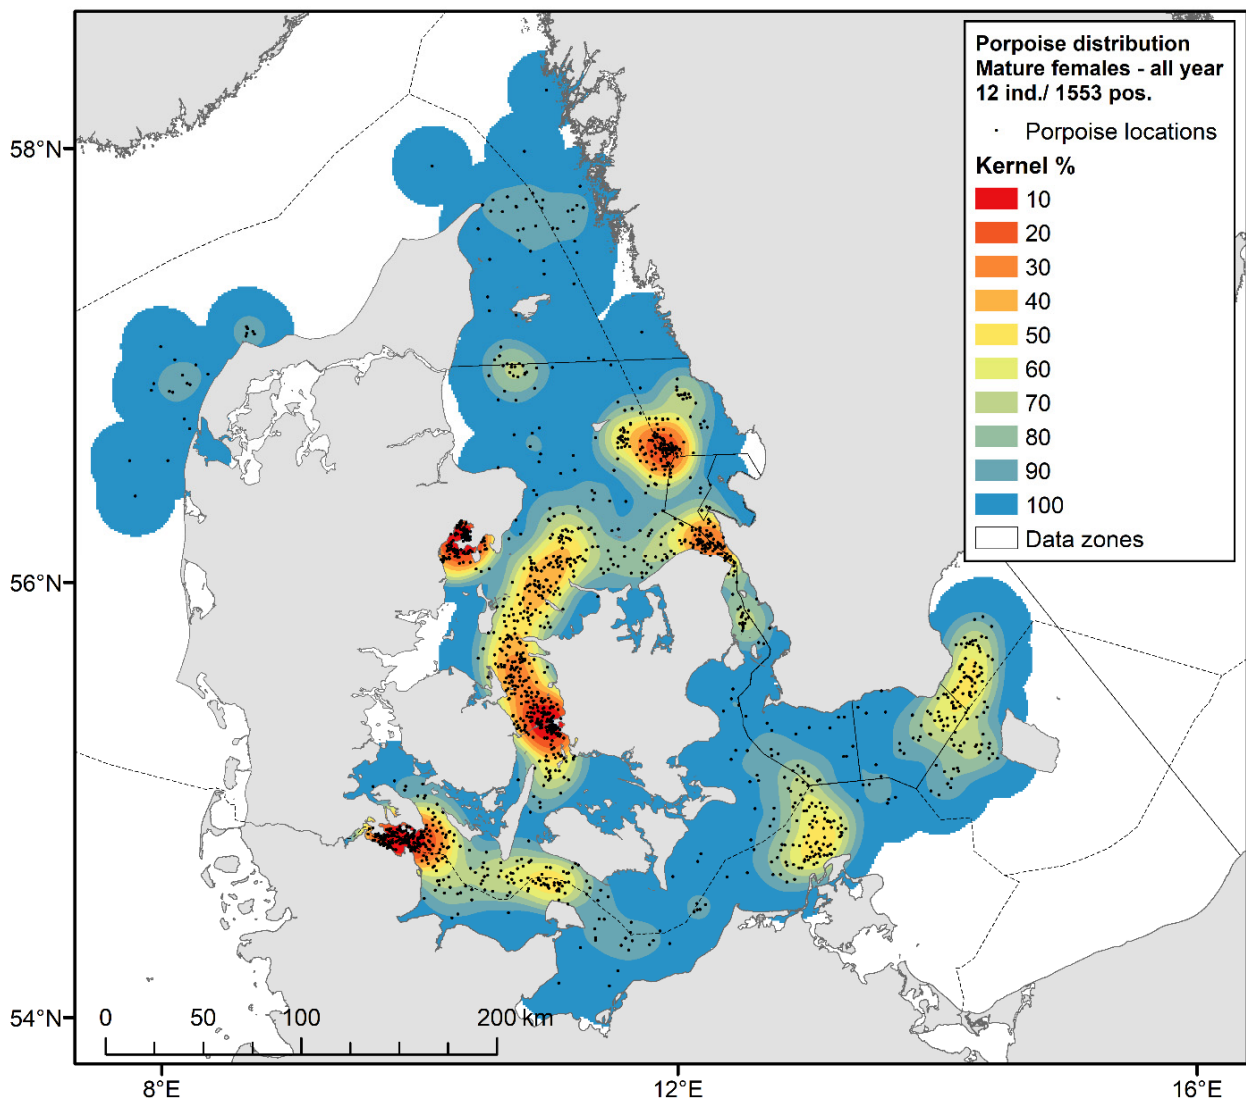 Porpoise distribution
Mature females - all year
12 ind./ 1553 pos.
Porpoise locations
Kernel %
10
20
30
40
50
60
70
80
90
100
Data zones
58°N
56°N
54°N
0 50 100 200 km
8°E 12°E 16°E